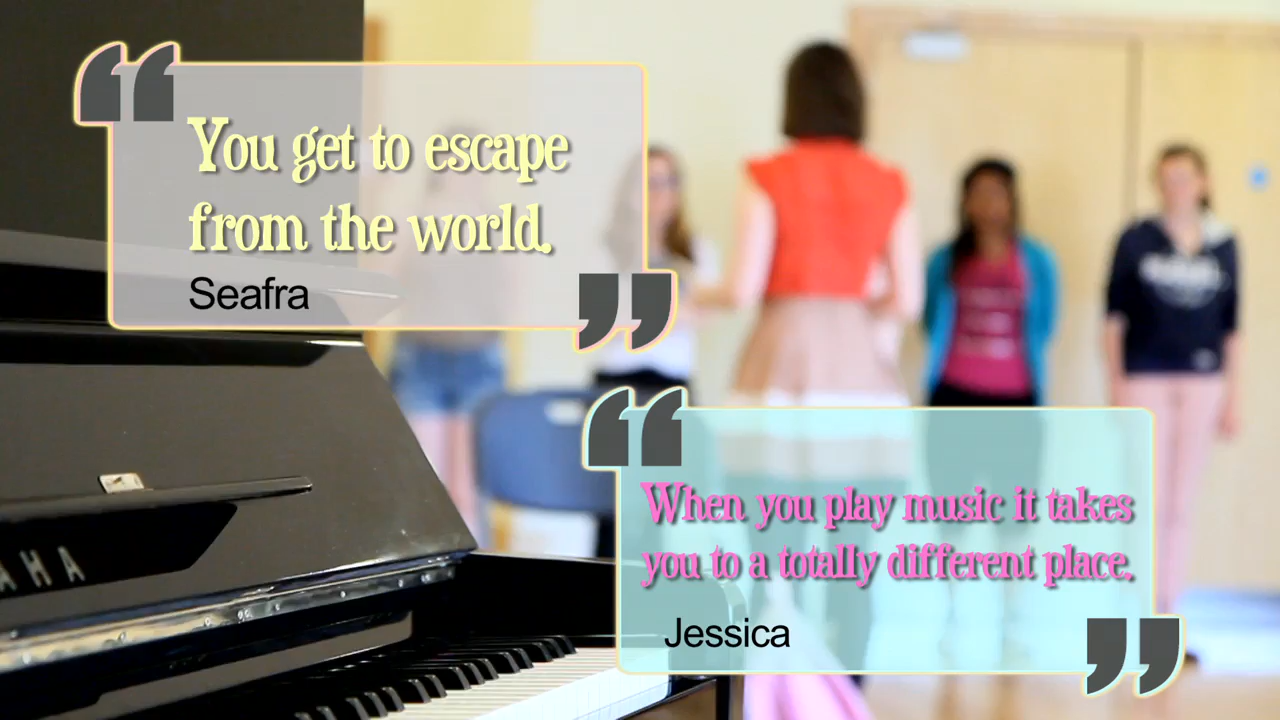 You get to escape
from the world.
Seafra
When you play music it takes
you to a totally different place.
Jessica
AHA